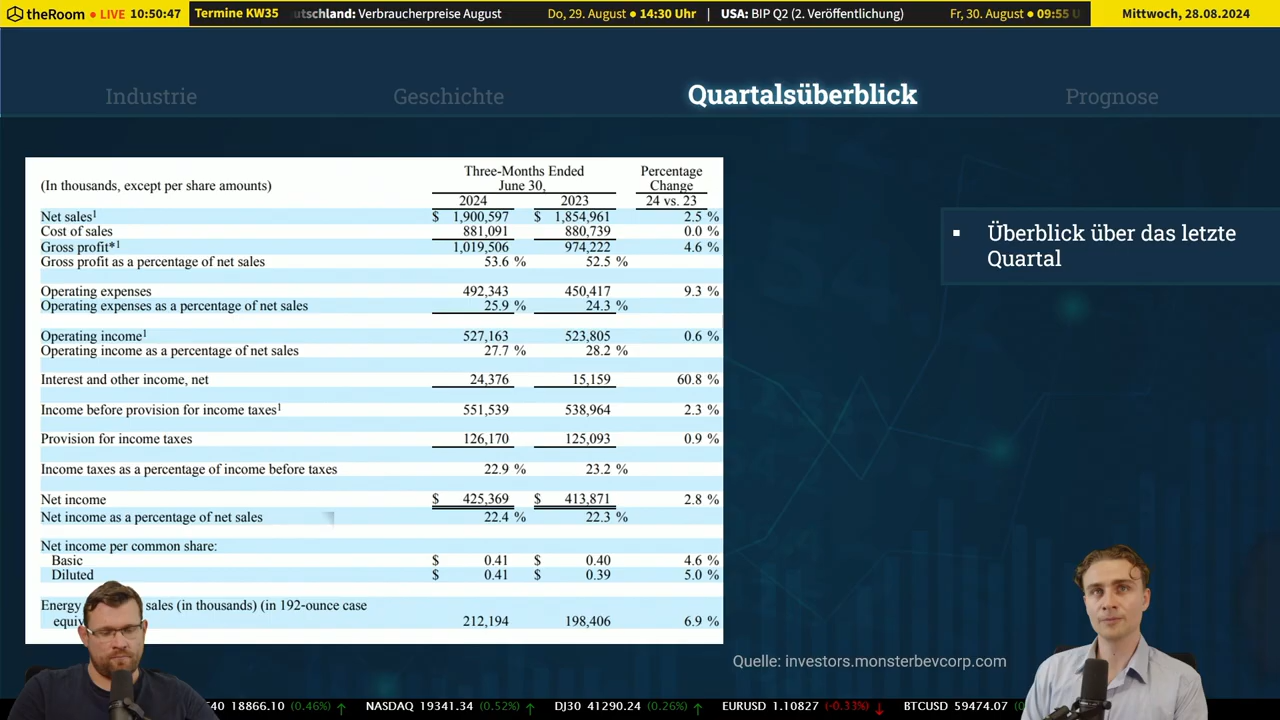 theRoom • LIVE 10:50:47
Termine KW35
utschland: Verbraucherpreise August
Do, 29. August • 14:30 Uhr | USA: BIP Q2 (2. Veröffentlichung)
Fr, 30. August • 09:55 U
Mittwoch, 28.08.2024
Industrie
Geschichte
Quartalsüberblick
Prognose
Three-Months Ended
June 30,
Percentage
Change
(In thousands, except per share amounts)
2024 2023 24 vs. 23
Net sales¹ $ 1,900,597 $ 1,854,961 2.5 %
Cost of sales 881,091 880,739 0.0 %
Gross profit*¹ 1,019,506 974,222 4.6 %
Gross profit as a percentage of net sales 53.6 % 52.5 %
Operating expenses 492,343 450,417 9.3 %
Operating expenses as a percentage of net sales 25.9 % 24.3 %
Operating income¹ 527,163 523,805 0.6 %
Operating income as a percentage of net sales 27.7 % 28.2 %
Interest and other income, net 24,376 15,159 60.8 %
Income before provision for income taxes¹ 551,539 538,964 2.3 %
Provision for income taxes 126,170 125,093 0.9 %
Income taxes as a percentage of income before taxes 22.9 % 23.2 %
Net income $ 425,369 $ 413,871 2.8 %
Net income as a percentage of net sales 22.4 % 22.3 %
Net income per common share:
Basic $ 0.41 $ 0.40 4.6 %
Diluted $ 0.41 $ 0.39 5.0 %
Energy sales (in thousands) (in 192-ounce case
equiv 212,194 198,406 6.9 %
▪ Überblick über das letzte
Quartal
Quelle: investors.monsterbevcorp.com
40 18866.10 (0.46%) ↑ NASDAQ 19341.34 (0.52%) ↑ DJ30 41290.24 (0.26%) ↑ EURUSD 1.10827 (-0.33%) ↓ BTCUSD 59474.07 (0